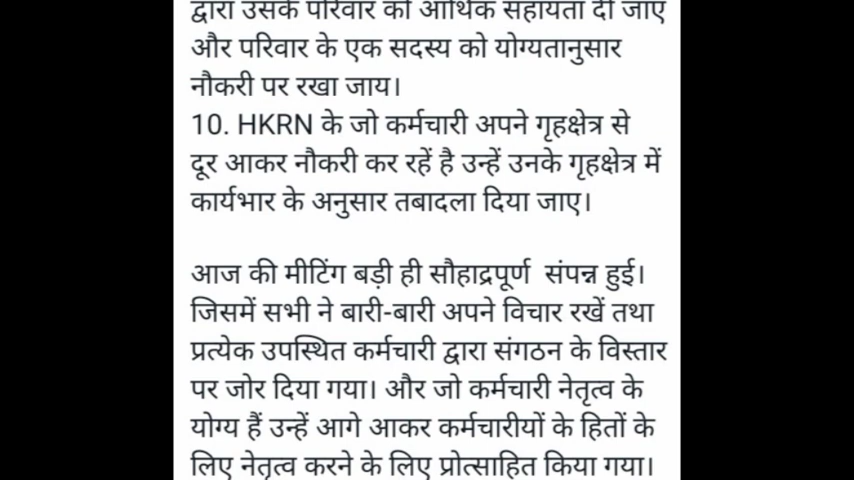 द्वारा उसके परिवार को आर्थिक सहायता दी जाए
और परिवार के एक सदस्य को योग्यतानुसार
नौकरी पर रखा जाय।
10. HKRN के जो कर्मचारी अपने गृहक्षेत्र से
दूर आकर नौकरी कर रहें है उन्हें उनके गृहक्षेत्र में
कार्यभार के अनुसार तबादला दिया जाए।
आज की मीटिंग बड़ी ही सौहाद्रपूर्ण संपन्न हुई।
जिसमें सभी ने बारी-बारी अपने विचार रखें तथा
प्रत्येक उपस्थित कर्मचारी द्वारा संगठन के विस्तार
पर जोर दिया गया। और जो कर्मचारी नेतृत्व के
योग्य हैं उन्हें आगे आकर कर्मचारीयों के हितों के
लिए नेतृत्व करने के लिए प्रोत्साहित किया गया।